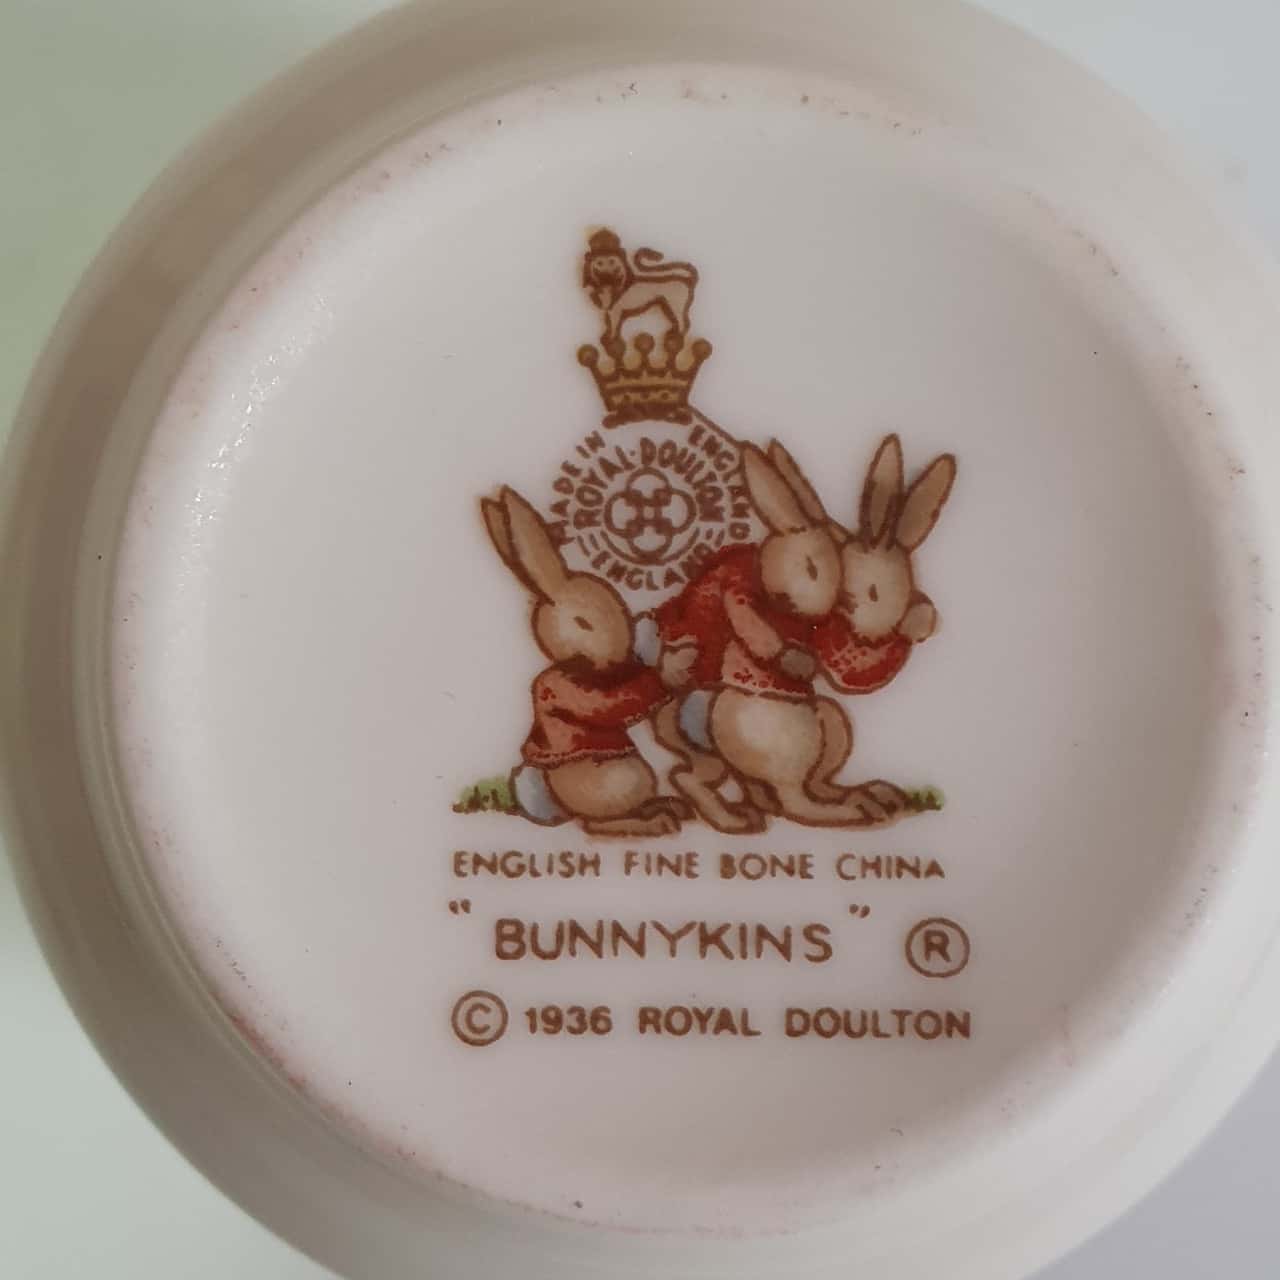 MADE IN ENGLAND
ROYAL·DOULTON
ENGLAND
ENGLISH FINE BONE CHINA
"BUNNYKINS" ®
© 1936 ROYAL DOULTON